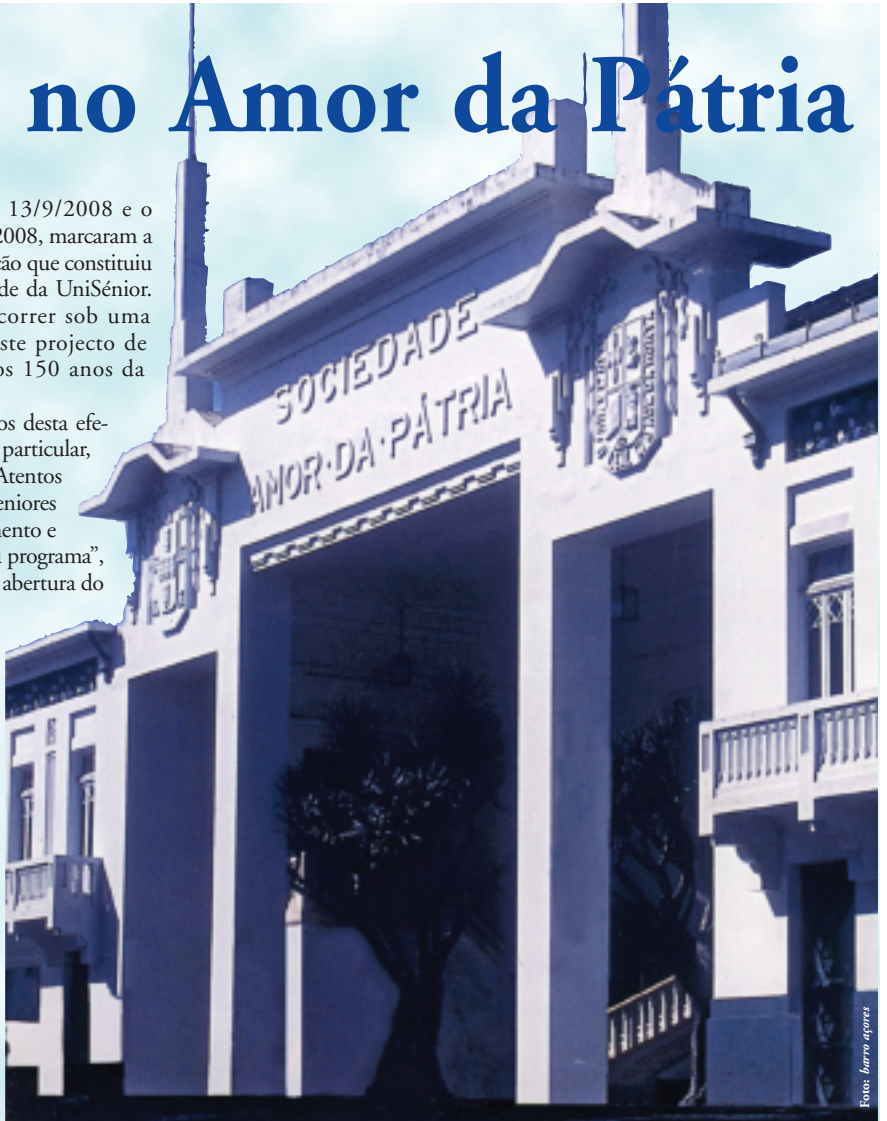 no Amor da Pátria
13/9/2008 e o
2008, marcaram a
ção que constituiu
de da UniSénior.
correr sob uma
ste projecto de
os 150 anos da
os desta efe-
particular,
Atentos
eniores
ento e
programa”,
abertura do
SOCIEDADE
AMOR·DA·PÁTRIA
Foto: barro açores